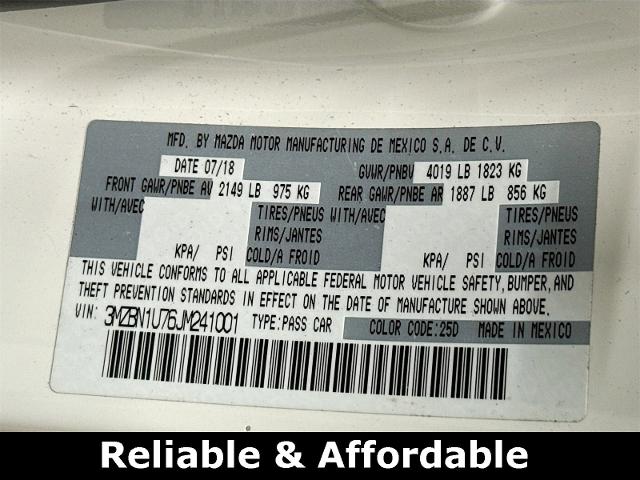 MFD. BY MAZDA MOTOR MANUFACTURING DE MEXICO S.A. DE C.V.
DATE 07/18 GVWR/PNBV 4019 LB 1823 KG
FRONT GAWR/PNBE AV 2149 LB 975 KG REAR GAWR/PNBE AR 1887 LB 856 KG
WITH/AVEC TIRES/PNEUS WITH/AVEC TIRES/PNEUS
RIMS/JANTES RIMS/JANTES
KPA/ PSI COLD/A FROID KPA/ PSI COLD/A FROID
THIS VEHICLE CONFORMS TO ALL APPLICABLE FEDERAL MOTOR VEHICLE SAFETY, BUMPER, AND
THEFT PREVENTION STANDARDS IN EFFECT ON THE DATE OF MANUFACTURE SHOWN ABOVE.
VIN: 3MZBN1U76JM241001 TYPE:PASS CAR COLOR CODE:25D MADE IN MEXICO
Reliable & Affordable